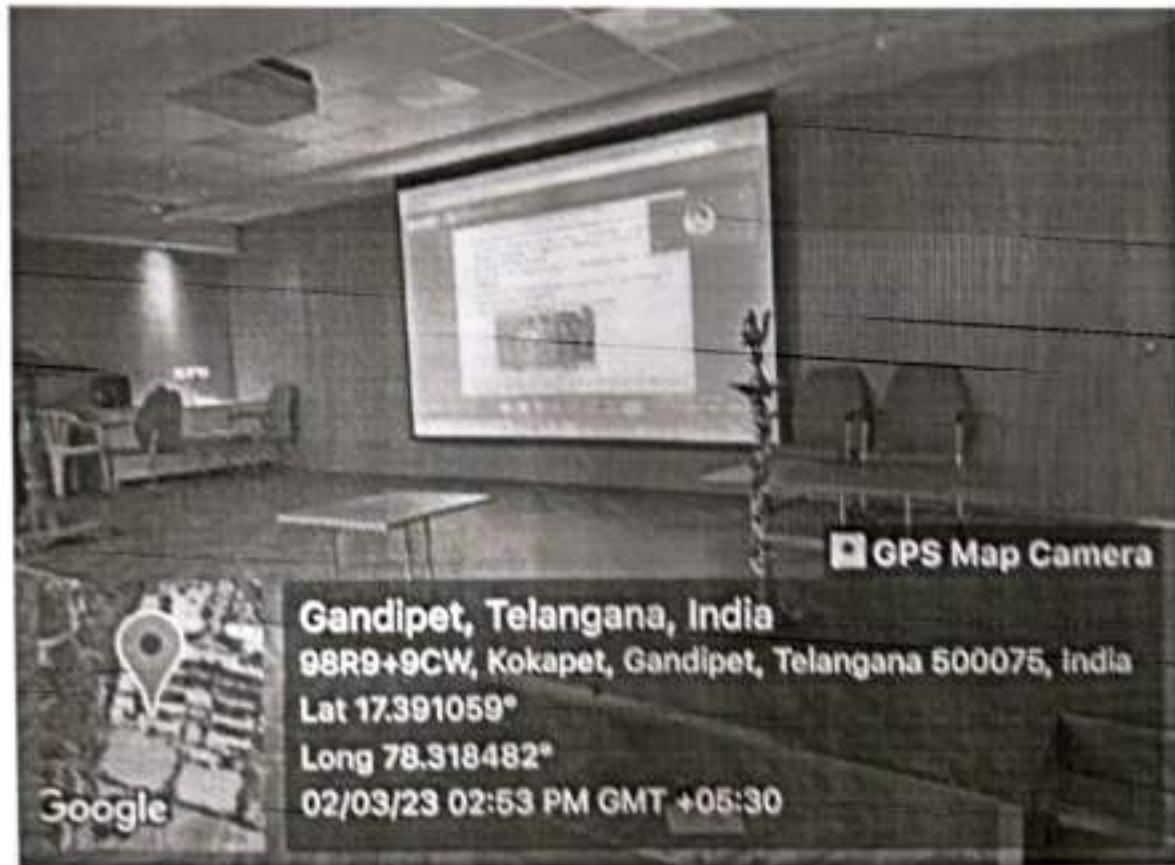 GPS Map Camera
Gandipet, Telangana, India
98R9+9CW, Kokapet, Gandipet, Telangana 500075, India
Lat 17.391059°
Long 78.318482°
02/03/23 02:53 PM GMT +05:30
Google